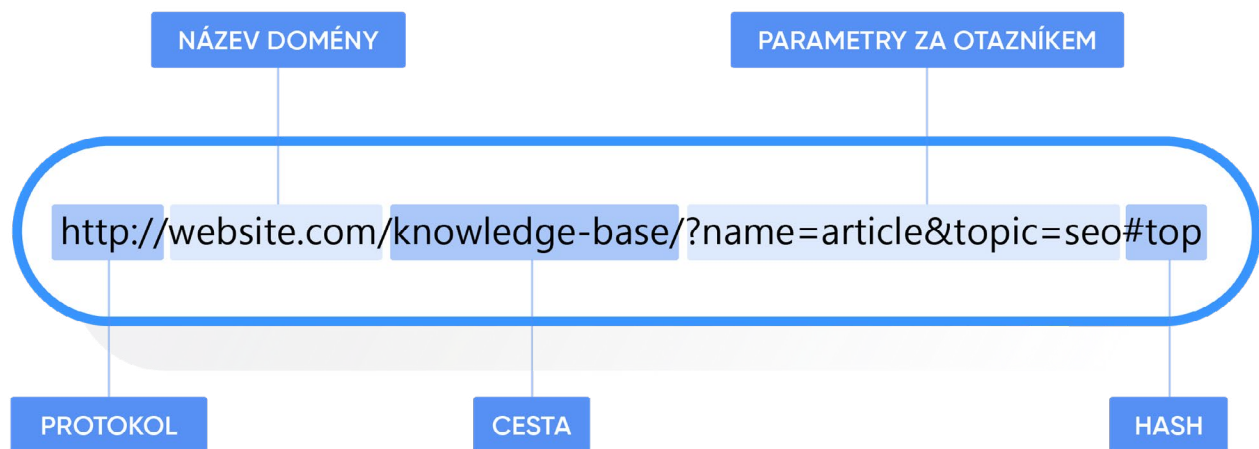 NÁZEV DOMÉNY
PARAMETRY ZA OTAZNÍKEM
http://website.com/knowledge-base/?name=article&topic=seo#top
PROTOKOL
CESTA
HASH